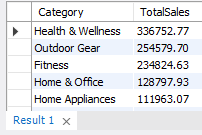 Category TotalSales
Health & Wellness 336752.77
Outdoor Gear 254579.70
Fitness 234824.63
Home & Office 128797.93
Home Appliances 111963.07
Result 1